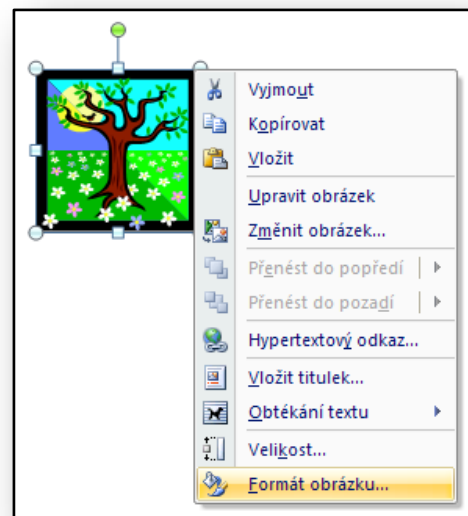 Vyjmout
Kopírovat
Vložit
Upravit obrázek
Změnit obrázek...
Přenést do popředí
Přenést do pozadí
Hypertextový odkaz...
Vložit titulek...
Obtékání textu
Velikost...
Formát obrázku...